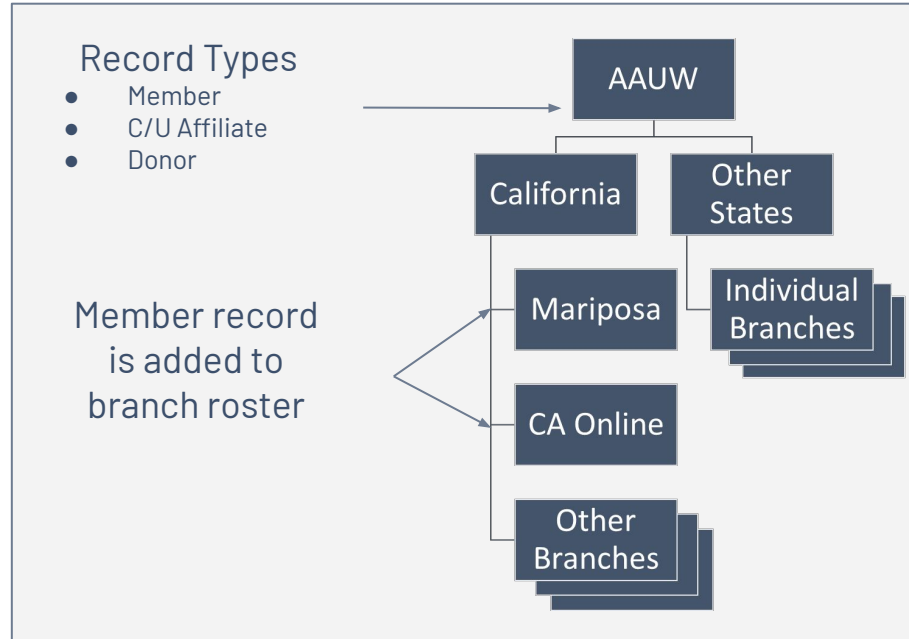 Record Types
● Member
● C/U Affiliate
● Donor
AAUW
California
Other
States
Member record
is added to
branch roster
Mariposa
Individual
Branches
CA Online
Other
Branches